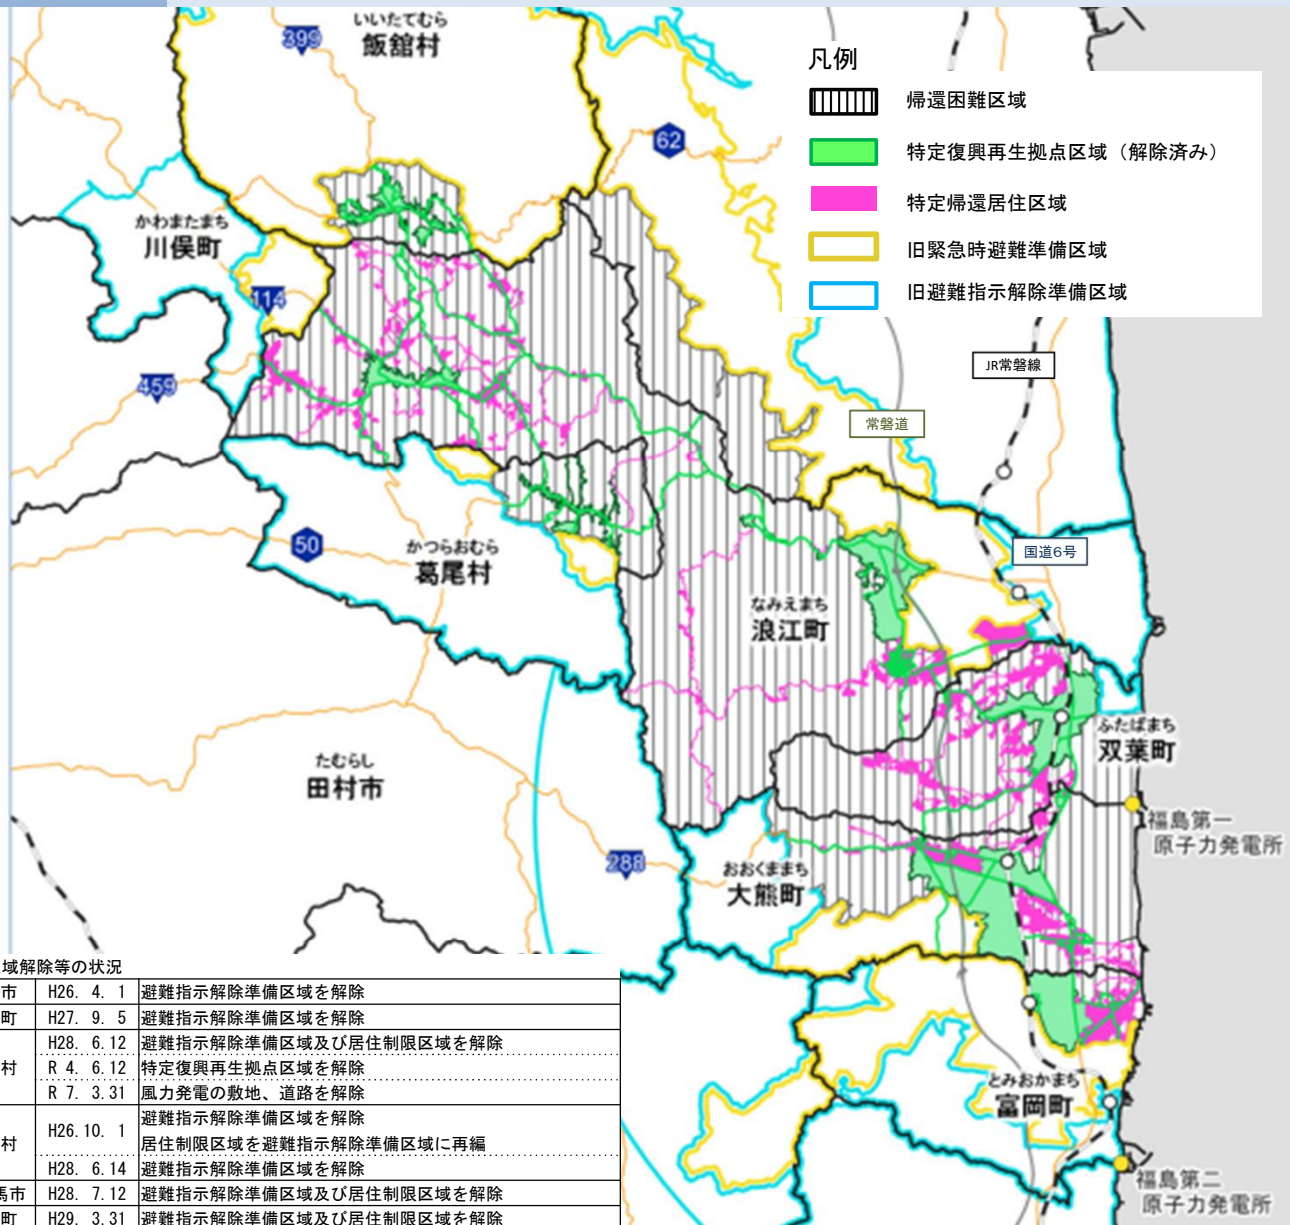 いいたてむら
飯舘村
399
62
凡例
帰還困難区域
特定復興再生拠点区域（解除済み）
特定帰還居住区域
旧緊急時避難準備区域
旧避難指示解除準備区域
かわまたまち
川俣町
114
459
JR常磐線
常磐道
国道6号
50
かつらおむら
葛尾村
なみえまち
浪江町
ふたばまち
双葉町
たむらし
田村市
288
福島第一
原子力発電所
おおくままち
大熊町
とみおかまち
富岡町
福島第二
原子力発電所
域解除等の状況
市 H26. 4. 1 避難指示解除準備区域を解除
町 H27. 9. 5 避難指示解除準備区域を解除
H28. 6.12 避難指示解除準備区域及び居住制限区域を解除
村 R 4. 6.12 特定復興再生拠点区域を解除
R 7. 3.31 風力発電の敷地、道路を解除
避難指示解除準備区域を解除
村 H26.10. 1
居住制限区域を避難指示解除準備区域に再編
H28. 6.14 避難指示解除準備区域を解除
馬市 H28. 7.12 避難指示解除準備区域及び居住制限区域を解除
町 H29. 3.31 避難指示解除準備区域及び居住制限区域を解除